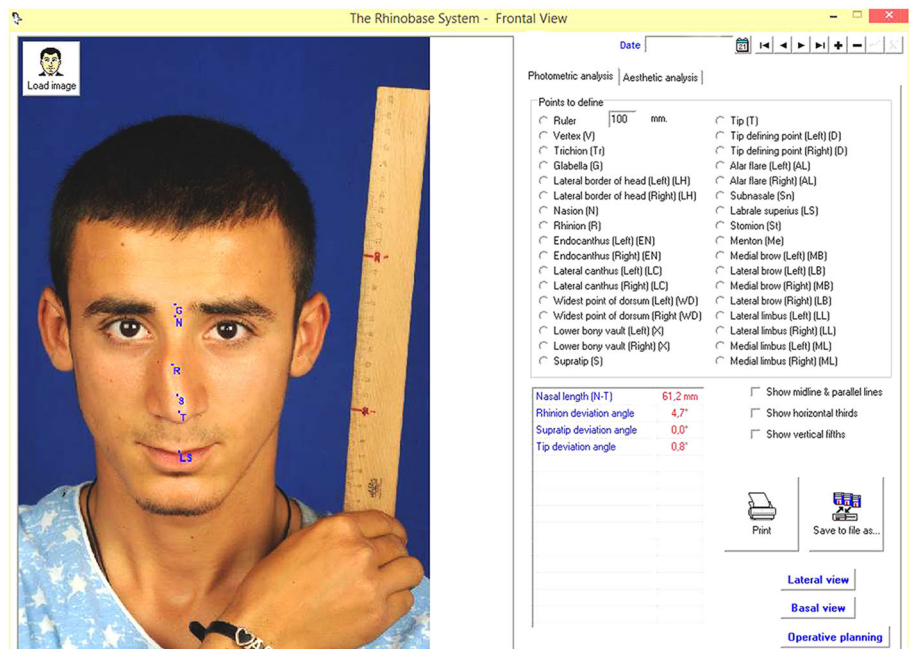 The Rhinobase System - Frontal View
Load image
Date
Photometric analysis
Aesthetic analysis
Points to define
Ruler 100 mm.
Vertex (V)
Trichion (Tr)
Glabella (G)
Lateral border of head (Left) (LH)
Lateral border of head (Right) (LH)
Nasion (N)
Rhinion (R)
Endocanthus (Left) (EN)
Endocanthus (Right) (EN)
Lateral canthus (Left) (LC)
Lateral canthus (Right) (LC)
Widest point of dorsum (Left) (WD)
Widest point of dorsum (Right (WD)
Lower bony vault (Left) (X)
Lower bony vault (Right) (X)
Supratip (S)
Tip (T)
Tip defining point (Left) (D)
Tip defining point (Right) (D)
Alar flare (Left) (AL)
Alar flare (Right) (AL)
Subnasale (Sn)
Labrale superius (LS)
Stomion (St)
Menton (Me)
Medial brow (Left) (MB)
Lateral brow (Left) (LB)
Medial brow (Right) (MB)
Lateral brow (Right) (LB)
Lateral limbus (Left) (LL)
Lateral limbus (Right) (LL)
Medial limbus (Left) (ML)
Medial limbus (Right) (ML)
G
N
R
S
T
LS
R
R
Nasal length (N-T) 61,2 mm
Rhinion deviation angle 4,7°
Supratip deviation angle 0,0°
Tip deviation angle 0,8°
Show midline & parallel lines
Show horizontal thirds
Show vertical fifths
Print
Save to file as...
Lateral view
Basal view
Operative planning